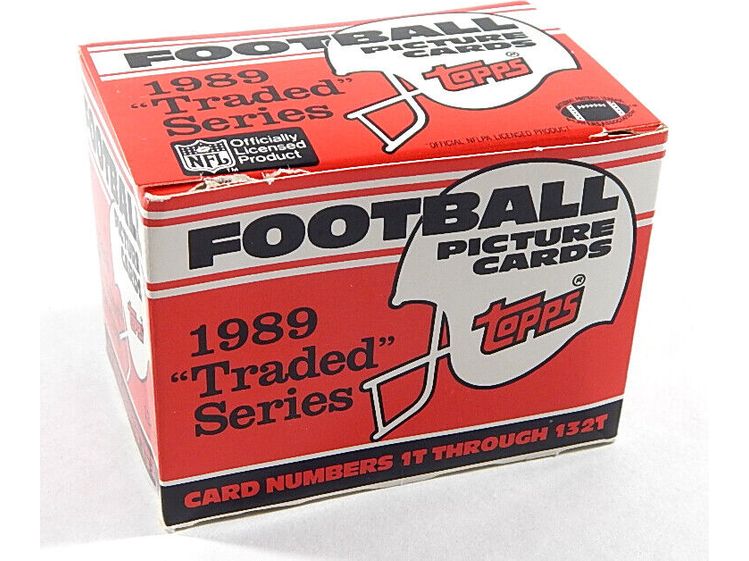 FOOTBALL
PICTURE
CARDS
1989
"Traded"
Series
topps®
NFL
Officially
Licensed
Product
TM
OFFICIAL NFLPA LICENSED PRODUCT
FOOTBALL
PICTURE
CARDS
1989
"Traded"
Series
topps®
CARD NUMBERS 1T THROUGH 132T